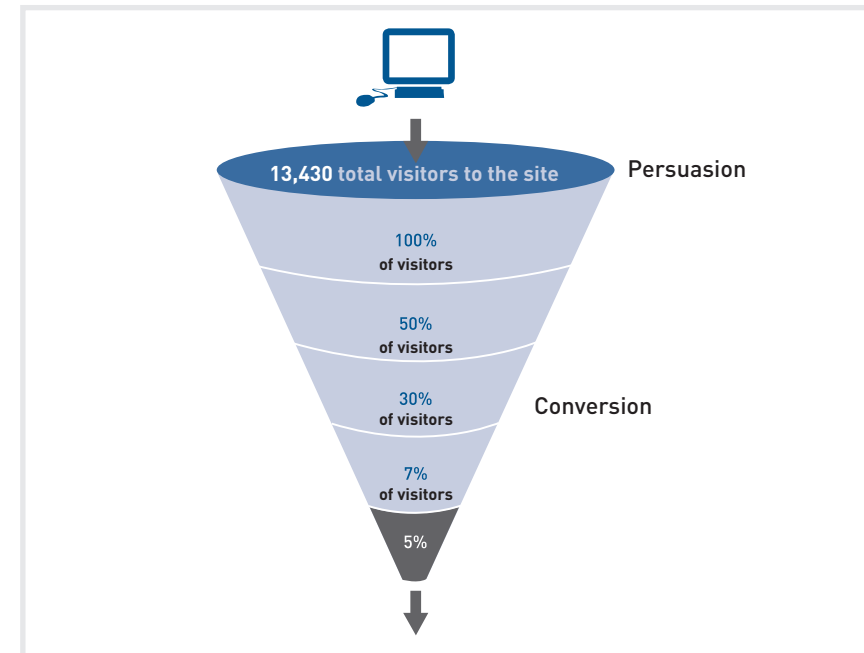 13,430 total visitors to the site
Persuasion
100%
of visitors
50%
of visitors
30%
of visitors
Conversion
7%
of visitors
5%